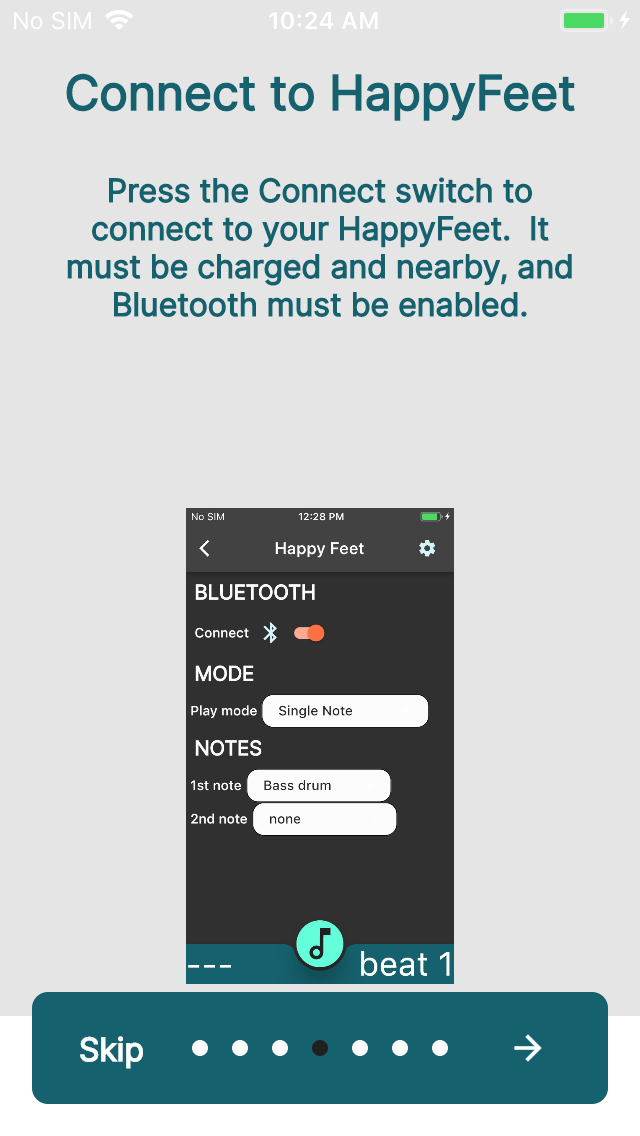 No SIM 10:24 AM
Connect to HappyFeet
Press the Connect switch to
connect to your HappyFeet.  It
must be charged and nearby, and
Bluetooth must be enabled.
No SIM 12:28 PM
Happy Feet
BLUETOOTH
Connect
MODE
Play mode Single Note
NOTES
1st note Bass drum
2nd note none
--- beat 1
Skip